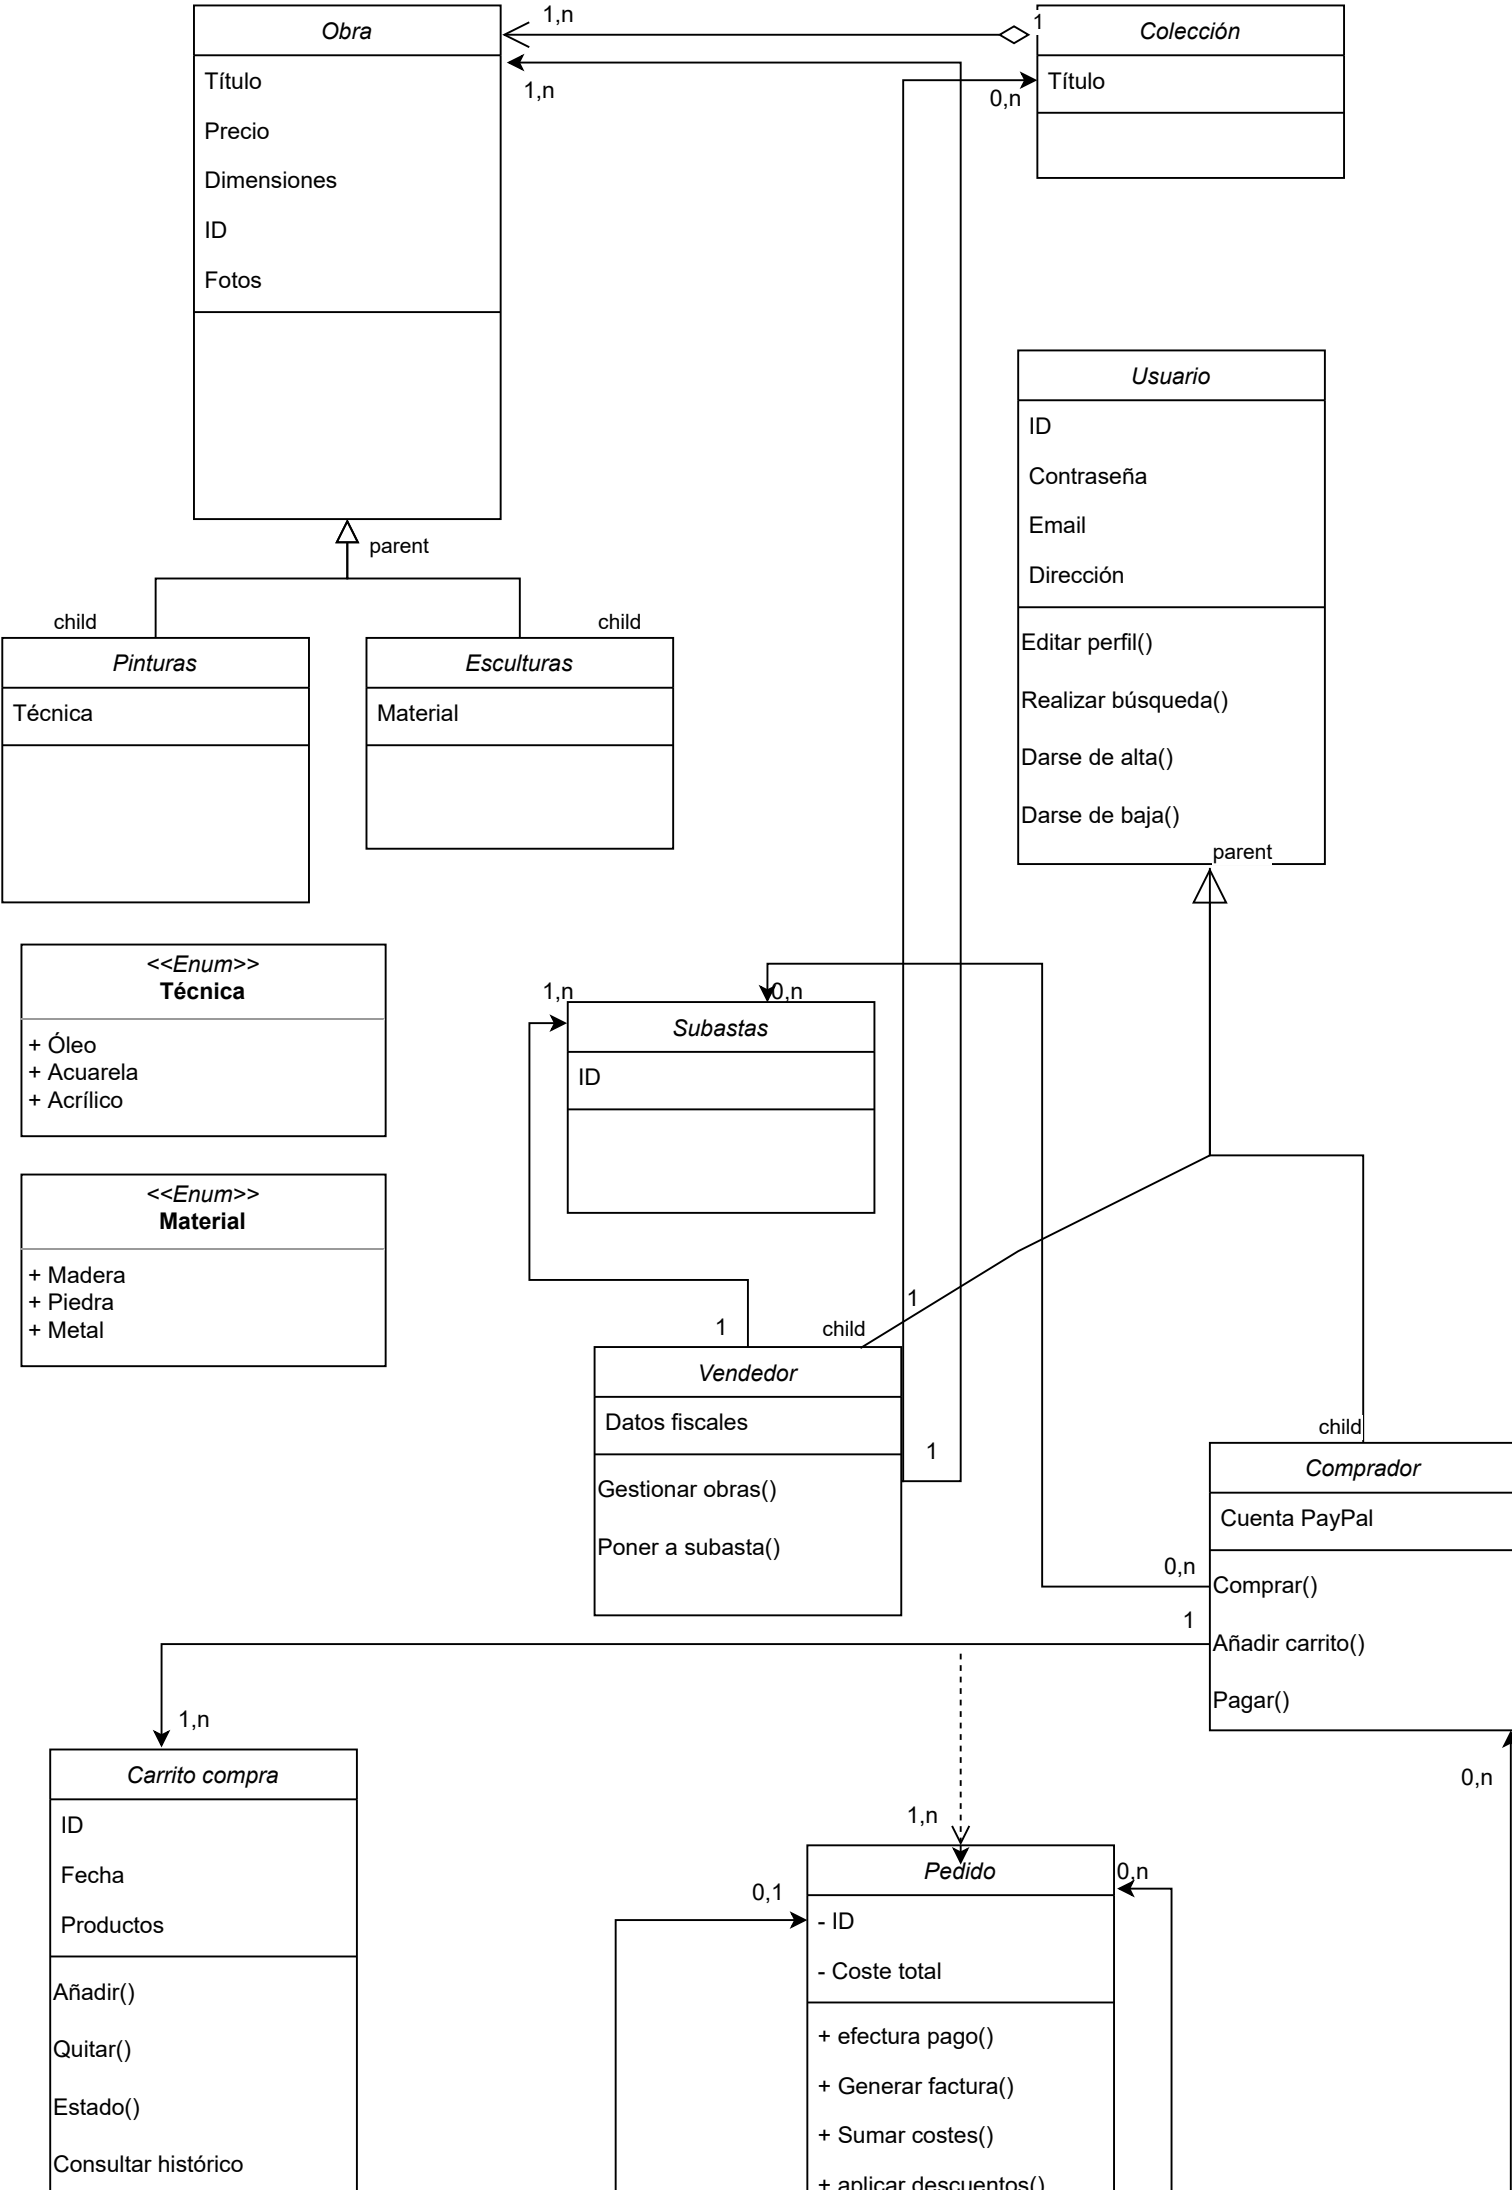 Obra
Título
Precio
Dimensiones
ID
Fotos
1,n
1
1,n
0,n
Colección
Título
parent
child
child
Pinturas
Técnica
Esculturas
Material
Usuario
ID
Contraseña
Email
Dirección
Editar perfil()
Realizar búsqueda()
Darse de alta()
Darse de baja()
parent
<<Enum>>
Técnica
+ Óleo
+ Acuarela
+ Acrílico
<<Enum>>
Material
+ Madera
+ Piedra
+ Metal
1,n
0,n
Subastas
ID
1
child
1
Vendedor
Datos fiscales
Gestionar obras()
Poner a subasta()
1
child
Comprador
Cuenta PayPal
Comprar()
Añadir carrito()
Pagar()
0,n
1
0,n
1,n
Carrito compra
ID
Fecha
Productos
Añadir()
Quitar()
Estado()
Consultar histórico
1,n
0,1
0,n
Pedido
- ID
- Coste total
+ efectura pago()
+ Generar factura()
+ Sumar costes()
+ aplicar descuentos()